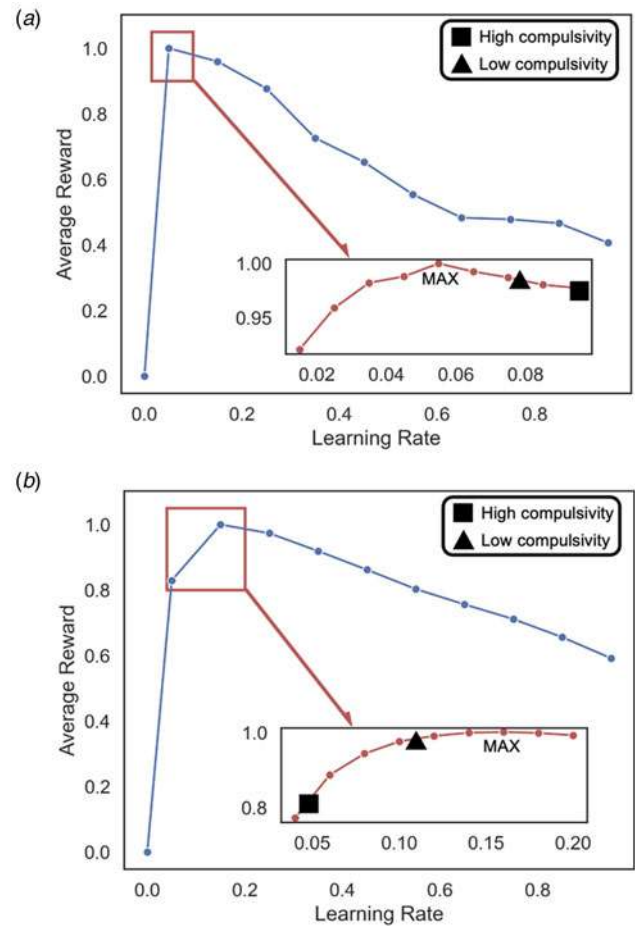 (a)
High compulsivity
Low compulsivity
1.0
0.8
0.6
0.4
0.2
0.0
Average Reward
1.00
0.95
MAX
0.02 0.04 0.06 0.08
0.0 0.2 0.4 0.6 0.8
Learning Rate
(b)
High compulsivity
Low compulsivity
1.0
0.8
0.6
0.4
0.2
0.0
Average Reward
1.0
0.8
MAX
0.05 0.10 0.15 0.20
0.0 0.2 0.4 0.6 0.8
Learning Rate